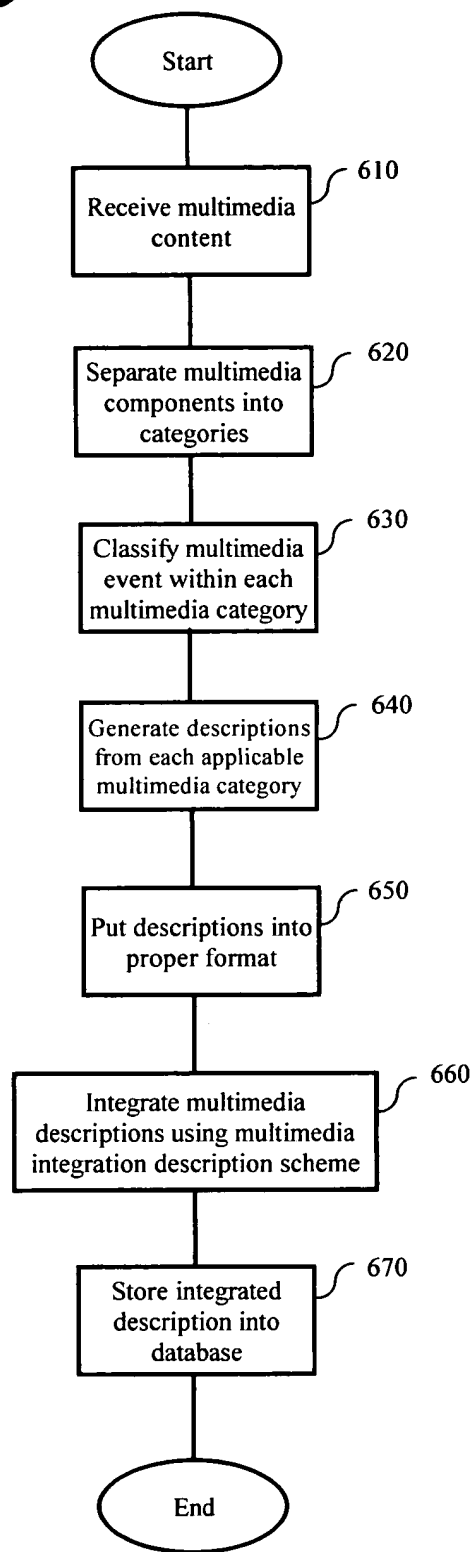 Start
610
Receive multimedia
content
620
Separate multimedia
components into
categories
630
Classify multimedia
event within each
multimedia category
640
Generate descriptions
from each applicable
multimedia category
650
Put descriptions into
proper format
660
Integrate multimedia
descriptions using multimedia
integration description scheme
670
Store integrated
description into
database
End